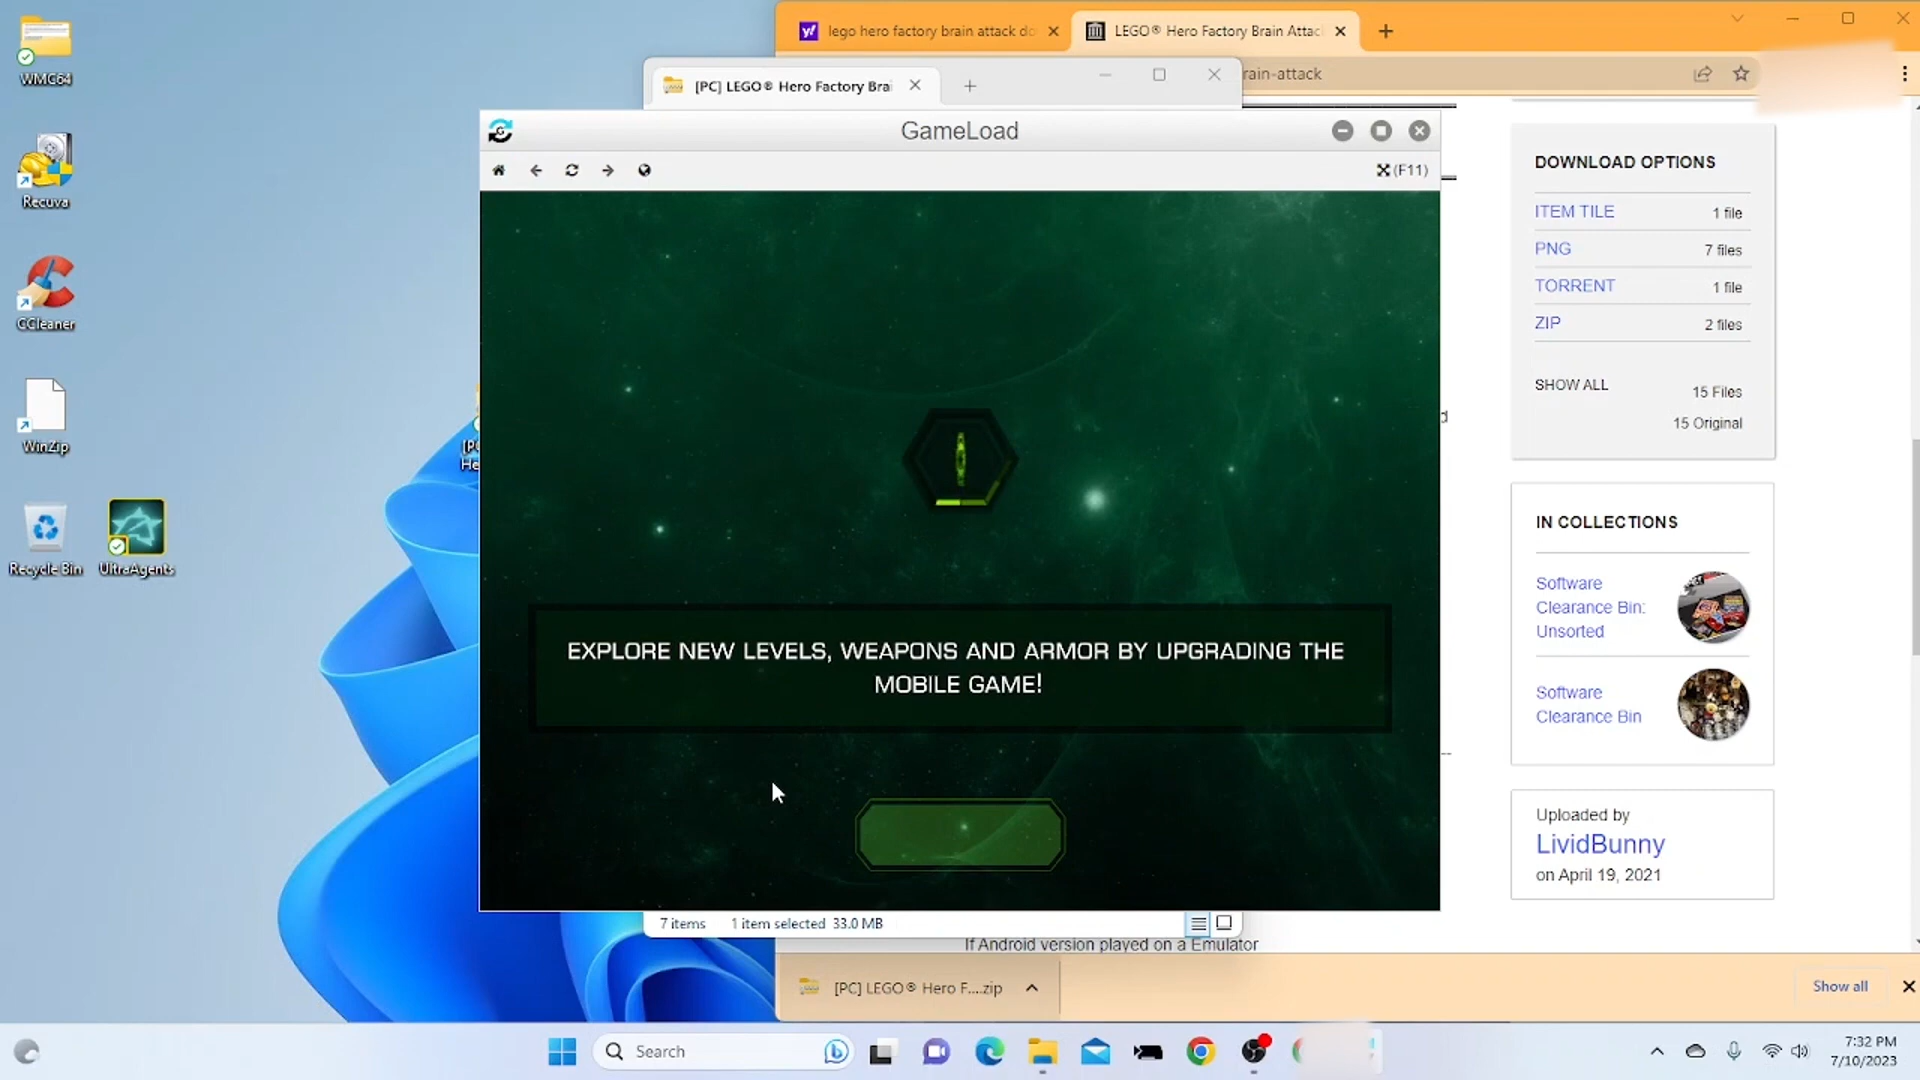 WMC64
Recuva
CCleaner
WinZip
Recycle Bin
UltraAgents
lego hero factory brain attack do
LEGO® Hero Factory Brain Attac
rain-attack
[PC] LEGO® Hero Factory Bra
GameLoad
(F11)
EXPLORE NEW LEVELS, WEAPONS AND ARMOR BY UPGRADING THE
MOBILE GAME!
DOWNLOAD OPTIONS
ITEM TILE 1 file
PNG 7 files
TORRENT 1 file
ZIP 2 files
SHOW ALL 15 Files
15 Original
IN COLLECTIONS
Software
Clearance Bin:
Unsorted
Software
Clearance Bin
Uploaded by
LividBunny
on April 19, 2021
7 items 1 item selected 33.0 MB
If Android version played on a Emulator
[PC] LEGO® Hero F....zip
Show all
Search
7:32 PM
7/10/2023